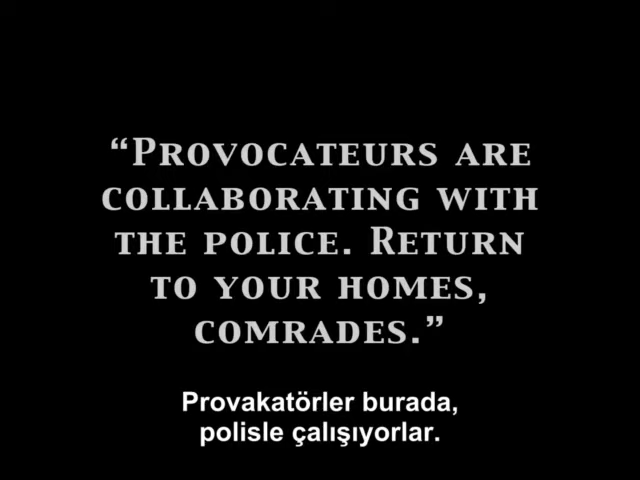 “PROVOCATEURS ARE
COLLABORATING WITH
THE POLICE. RETURN
TO YOUR HOMES,
COMRADES.”
Provakatörler burada,
polisle çalışıyorlar.